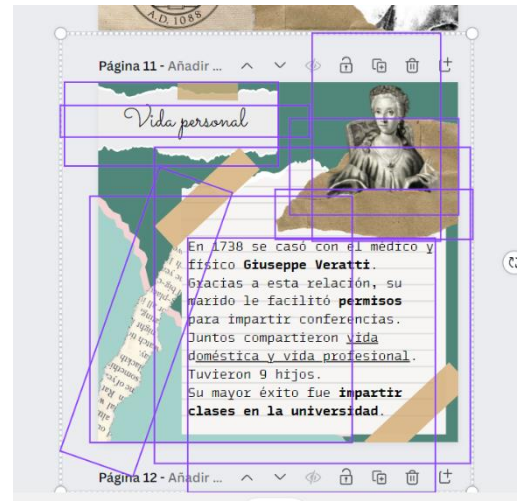 A.D. 1088
Página 11 - Añadir ...
Vida personal
En 1738 se casó con el médico y
físico Giuseppe Veratti.
Gracias a esta relación, su
marido le facilitó permisos
para impartir conferencias.
Juntos compartieron vida
doméstica y vida profesional.
Tuvieron 9 hijos.
Su mayor éxito fue impartir
clases en la universidad.
Página 12 - Añadir ...